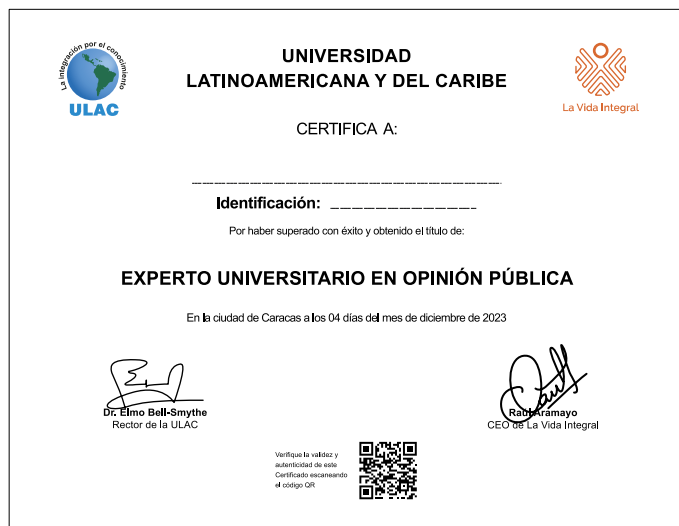 La integración por el conocimiento
ULAC
UNIVERSIDAD
LATINOAMERICANA Y DEL CARIBE
La Vida Integral
CERTIFICA A:
Identificación:
Por haber superado con éxito y obtenido el título de:
EXPERTO UNIVERSITARIO EN OPINIÓN PÚBLICA
En la ciudad de Caracas a los 04 días del mes de diciembre de 2023
Dr. Elmo Bell-Smythe
Rector de la ULAC
Raúl Aramayo
CEO de La Vida Integral
Verifique la validez y
autenticidad de este
Certificado escaneando
el código QR